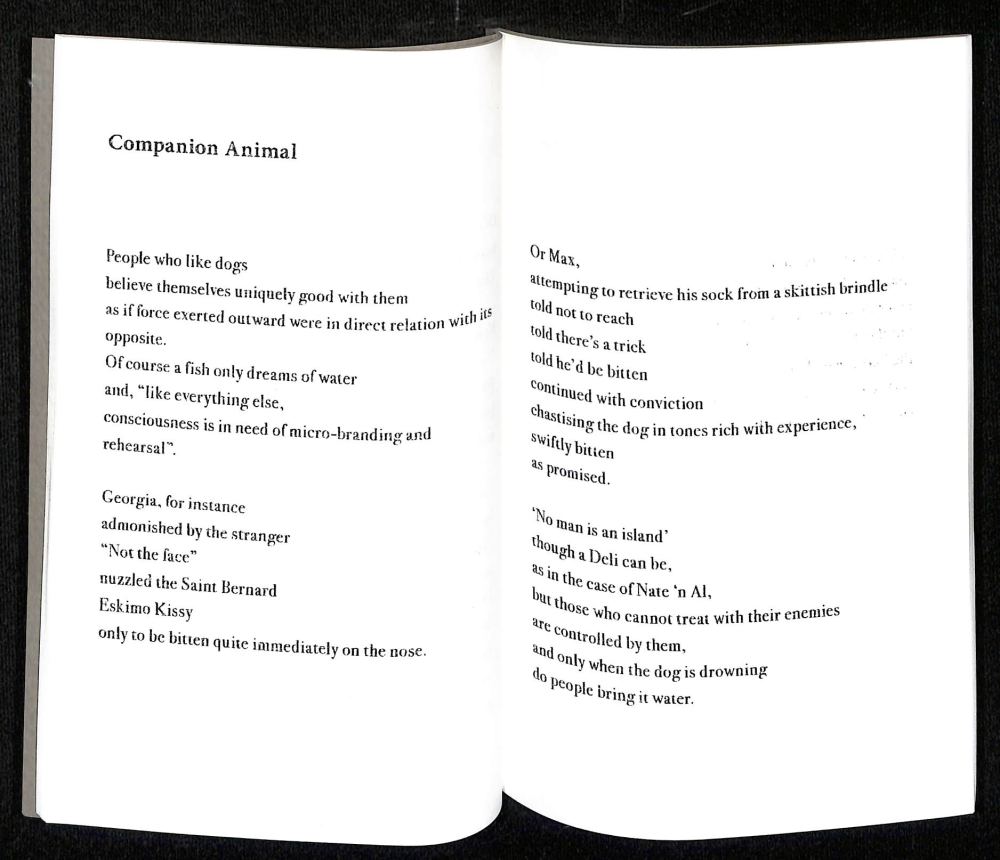 Companion Animal
People who like dogs
believe themselves uniquely good with them
as if force exerted outward were in direct relation with its
opposite.
Of course a fish only dreams of water
and, “like everything else,
consciousness is in need of micro-branding and
rehearsal”.
Georgia, for instance
admonished by the stranger
“Not the face”
nuzzled the Saint Bernard
Eskimo Kissy
only to be bitten quite immediately on the nose.
Or Max,
attempting to retrieve his sock from a skittish brindle
told not to reach
told there’s a trick
told he’d be bitten
continued with conviction
chastising the dog in tones rich with experience,
swiftly bitten
as promised.
‘No man is an island’
though a Deli can be,
as in the case of Nate ‘n Al,
but those who cannot treat with their enemies
are controlled by them,
and only when the dog is drowning
do people bring it water.